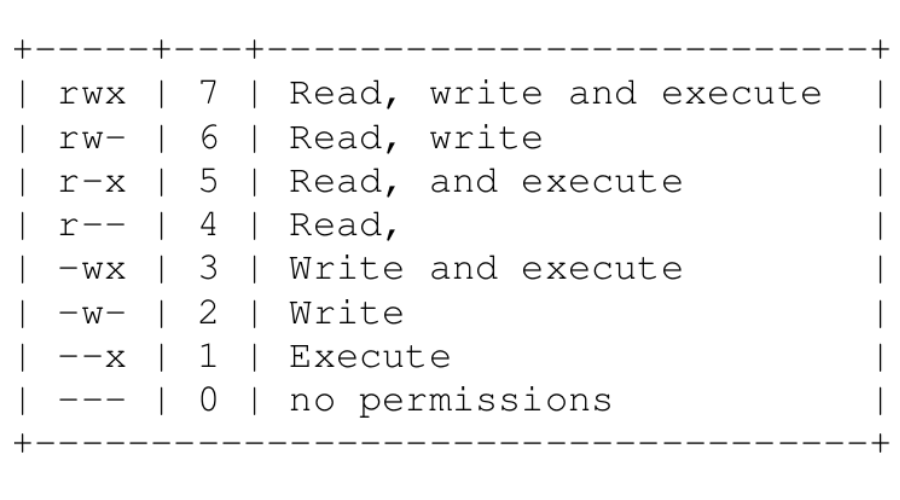 +-----+---+--------------------------+
| rwx | 7 | Read, write and execute  |
| rw- | 6 | Read, write              |
| r-x | 5 | Read, and execute        |
| r-- | 4 | Read,                    |
| -wx | 3 | Write and execute        |
| -w- | 2 | Write                    |
| --x | 1 | Execute                  |
| --- | 0 | no permissions           |
+------------------------------------+